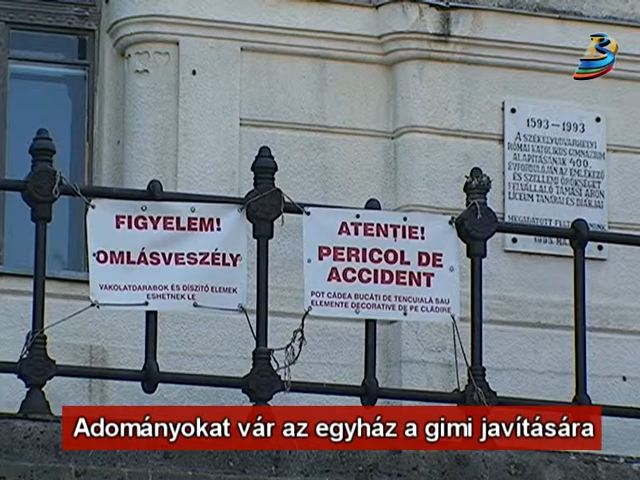 FIGYELEM!
OMLÁSVESZÉLY
VAKOLATDARABOK ÉS DÍSZÍTŐ ELEMEK
ESHETNEK LE
ATENȚIE!
PERICOL DE
ACCIDENT
POT CĂDEA BUCĂȚI DE TENCUIALĂ SAU
ELEMENTE DECORATIVE DE PE CLĂDIRE
1593-1993
A SZÉKELYUDVARHELYI
RÓMAI KATOLIKUS GIMNÁZIUM
ALAPÍTÁSÁNAK 400.
ÉVFORDULÓJÁN AZ EMLÉKEZŐ
ÉS SZELLEMI ÖRÖKSÉGET
FELVÁLLALÓ TAMÁSI ÁRON
LÍCEUM TANÁRAI ÉS DIÁKJAI
Adományokat vár az egyház a gimi javítására